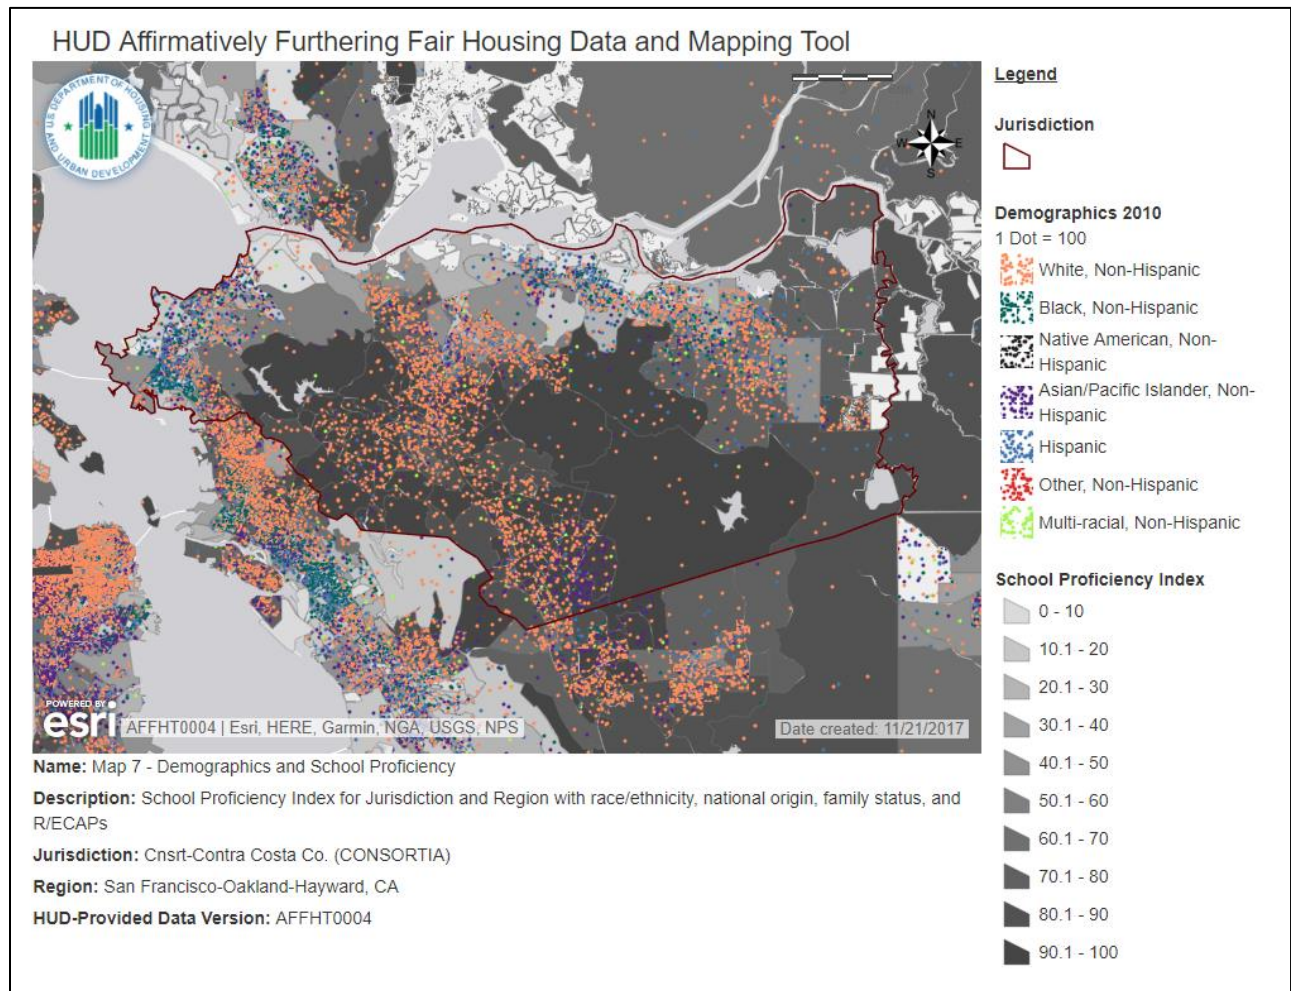 HUD Affirmatively Furthering Fair Housing Data and Mapping Tool
U.S. DEPARTMENT OF HOUSING
AND URBAN DEVELOPMENT
N
W E
S
POWERED BY
esri
AFFHT0004 | Esri, HERE, Garmin, NGA, USGS, NPS
Date created: 11/21/2017
Name: Map 7 - Demographics and School Proficiency
Description: School Proficiency Index for Jurisdiction and Region with race/ethnicity, national origin, family status, and
R/ECAPs
Jurisdiction: Cnsrt-Contra Costa Co. (CONSORTIA)
Region: San Francisco-Oakland-Hayward, CA
HUD-Provided Data Version: AFFHT0004
Legend
Jurisdiction
Demographics 2010
1 Dot = 100
White, Non-Hispanic
Black, Non-Hispanic
Native American, Non-
Hispanic
Asian/Pacific Islander, Non-
Hispanic
Hispanic
Other, Non-Hispanic
Multi-racial, Non-Hispanic
School Proficiency Index
0 - 10
10.1 - 20
20.1 - 30
30.1 - 40
40.1 - 50
50.1 - 60
60.1 - 70
70.1 - 80
80.1 - 90
90.1 - 100